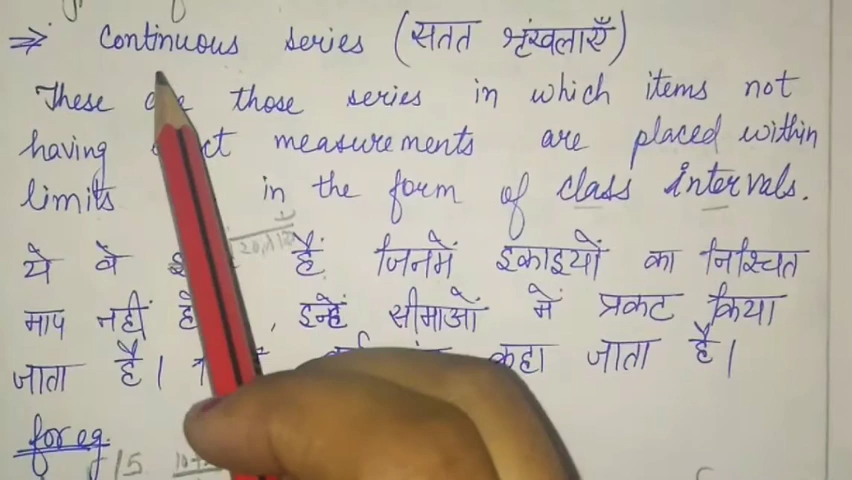 ⇒ Continuous series (सतत श्रृंखलाएँ)
These are those series in which items not
having measurements are placed within
limits in the form of class intervals.
ये वे हैं जिनमें इकाइयों का निश्चित
माप नहीं , इन्हें सीमाओं में प्रकट किया
जाता है। कहा जाता है।
for eg.